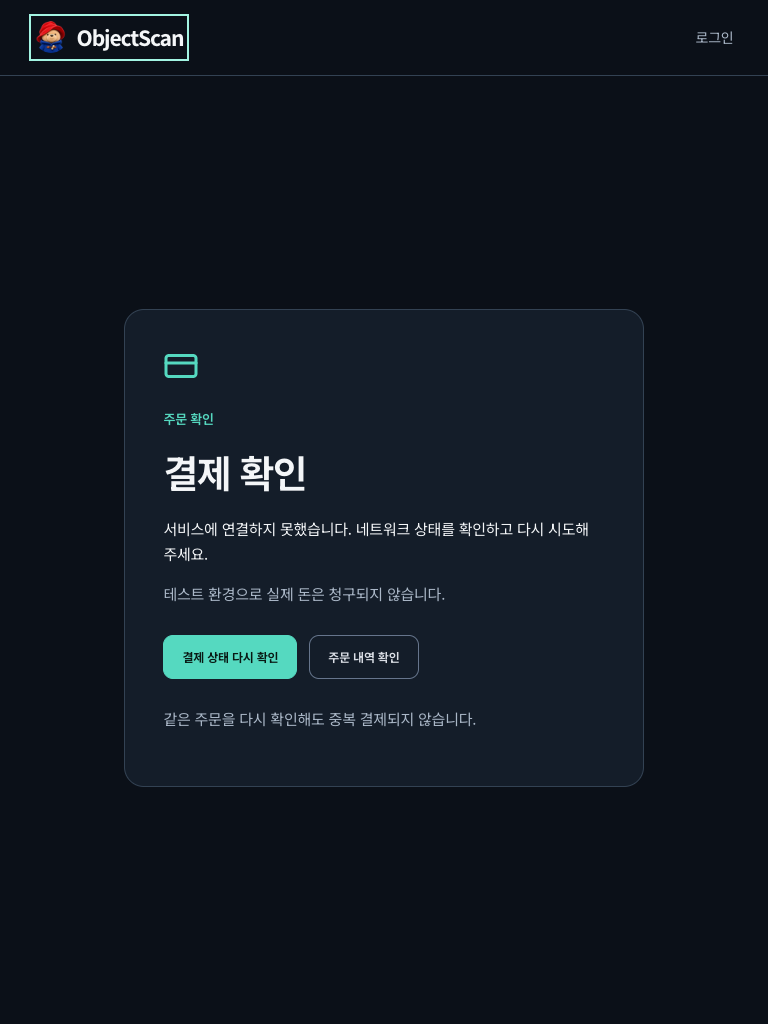 ObjectScan
로그인
주문 확인
결제 확인
서비스에 연결하지 못했습니다. 네트워크 상태를 확인하고 다시 시도해
주세요.
테스트 환경으로 실제 돈은 청구되지 않습니다.
결제 상태 다시 확인
주문 내역 확인
같은 주문을 다시 확인해도 중복 결제되지 않습니다.